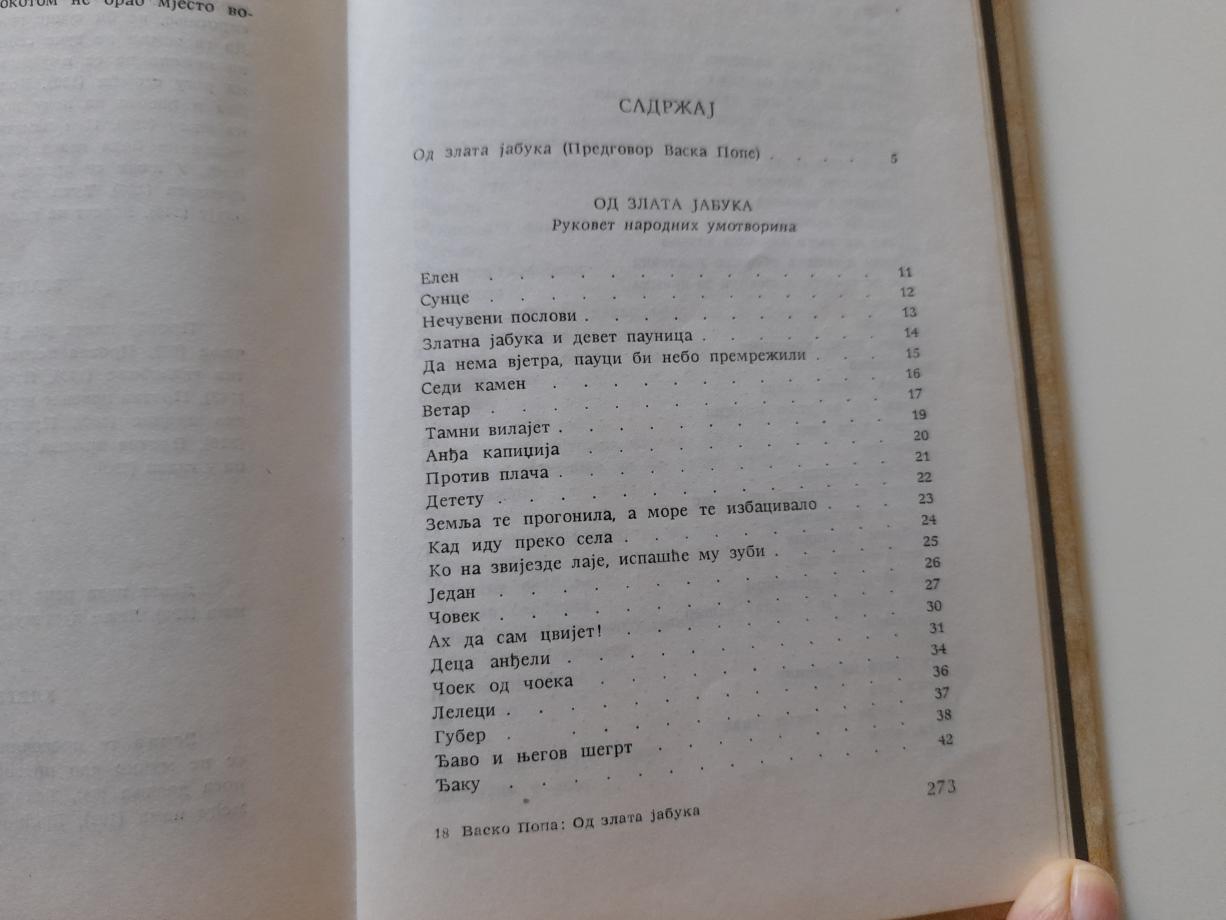 не орао мјесто во-
САДРЖАЈ
Од злата јабука (Предговор Васка Попе) . . . . 5
ОД ЗЛАТА ЈАБУКА
Руковет народних умотворина
Елен . . . . . . . . . . . . . . . 11
Сунце . . . . . . . . . . . . . . 12
Нечувени послови . . . . . . . . . . 13
Златна јабука и девет пауница . . . . . . . 14
Да нема вјетра, пауци би небо премрежили . . . 15
Седи камен . . . . . . . . . . . . 16
Ветар . . . . . . . . . . . . . . 17
Тамни вилајет . . . . . . . . . . . . 19
Анђа капиџија . . . . . . . . . . . 20
Против плача . . . . . . . . . . . . 21
Детету . . . . . . . . . . . . . . 22
Земља те прогонила, а море те избацивало . . . 23
Кад иду преко села . . . . . . . . . . 24
Ко на звијезде лаје, испашће му зуби . . . . . 25
Један . . . . . . . . . . . . . . 26
Човек . . . . . . . . . . . . . . 27
Ах да сам цвијет! . . . . . . . . . . 30
Деца анђели . . . . . . . . . . . . 31
Чоек од чоека . . . . . . . . . . . 34
Лелеци . . . . . . . . . . . . . . 36
Губер . . . . . . . . . . . . . . 37
Ђаво и његов шегрт . . . . . . . . . . 38
Ђаку . . . . . . . . . . . . . . 42
273
18 Васко Попа: Од злата јабука